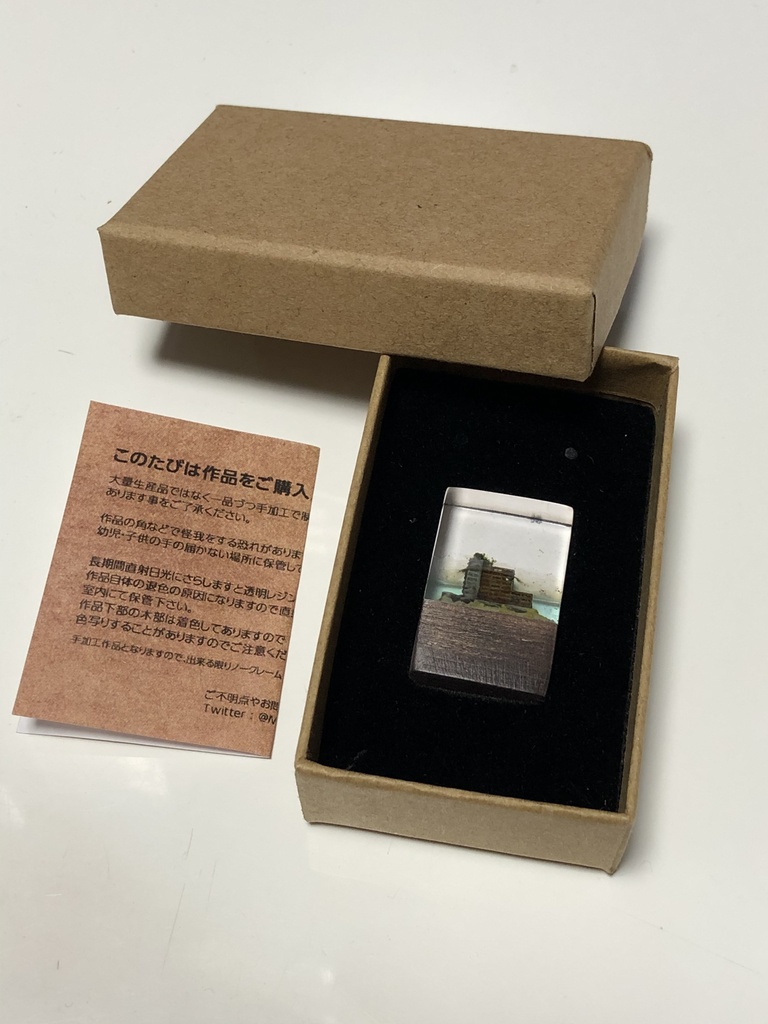 このたびは作品をご購入
大量生産品ではなく一品づつ手加工で
あります事をご了承ください。
作品の角などで怪我をする恐れがありま
幼児・子供の手の届かない場所に保管して
長期間直射日光にさらしますと透明レジン
作品自体の退色の原因になりますので直
室内にて保管下さい。
作品下部の木部は着色してありますので
色写りすることがありますのでご注意くだ
手加工作品となりますので、出来る限りノークレーム
ご不明点やお問
Twitter：@M